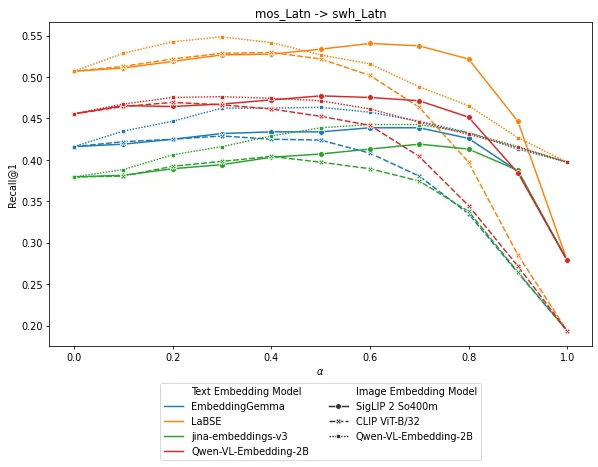 mos_Latn -> swh_Latn
Recall@1
0.55
0.50
0.45
0.40
0.35
0.30
0.25
0.20
0.0 0.2 0.4 0.6 0.8 1.0
α
Text Embedding Model
EmbeddingGemma
LaBSE
jina-embeddings-v3
Qwen-VL-Embedding-2B
Image Embedding Model
SigLIP 2 So400m
CLIP ViT-B/32
Qwen-VL-Embedding-2B